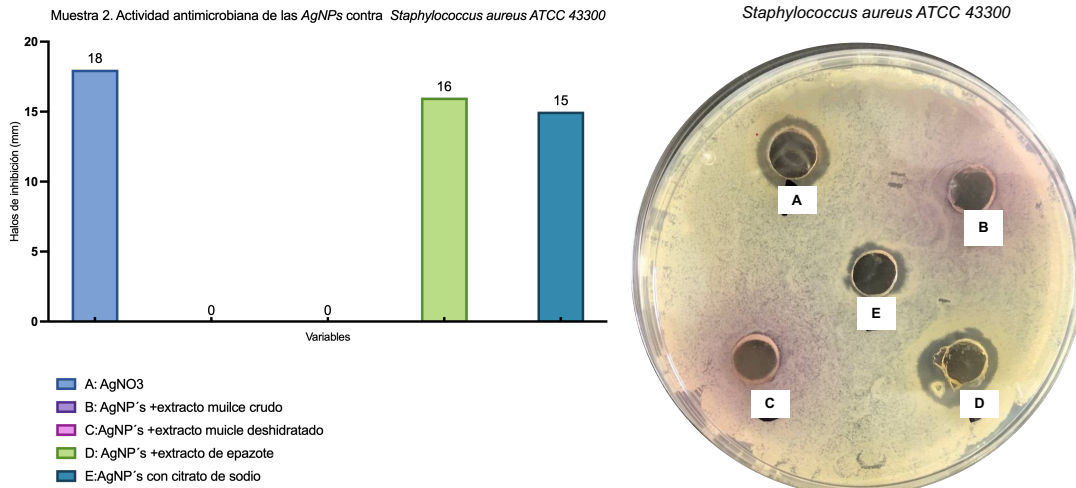 Muestra 2. Actividad antimicrobiana de las AgNPs contra Staphylococcus aureus ATCC 43300
Halos de inhibición (mm)
20
15
10
5
0
18
0
0
16
15
Variables
A: AgNO3
B: AgNP´s +extracto muilce crudo
C:AgNP´s +extracto muicle deshidratado
D: AgNP´s +extracto de epazote
E:AgNP´s con citrato de sodio
Staphylococcus aureus ATCC 43300
A
B
E
C
D